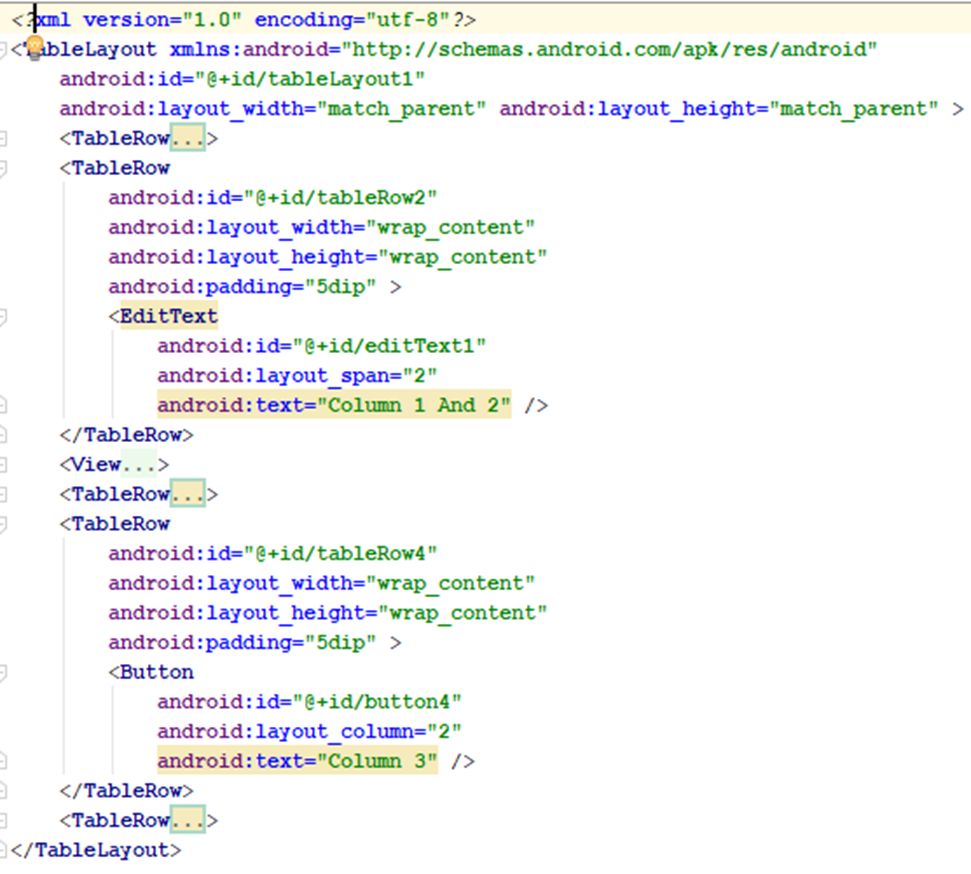 <?xml version="1.0" encoding="utf-8"?>
<TableLayout xmlns:android="http://schemas.android.com/apk/res/android"
    android:id="@+id/tableLayout1"
    android:layout_width="match_parent" android:layout_height="match_parent" >
    <TableRow...>
    <TableRow
        android:id="@+id/tableRow2"
        android:layout_width="wrap_content"
        android:layout_height="wrap_content"
        android:padding="5dip" >
        <EditText
            android:id="@+id/editText1"
            android:layout_span="2"
            android:text="Column 1 And 2" />
    </TableRow>
    <View...>
    <TableRow...>
    <TableRow
        android:id="@+id/tableRow4"
        android:layout_width="wrap_content"
        android:layout_height="wrap_content"
        android:padding="5dip" >
        <Button
            android:id="@+id/button4"
            android:layout_column="2"
            android:text="Column 3" />
    </TableRow>
    <TableRow...>
</TableLayout>